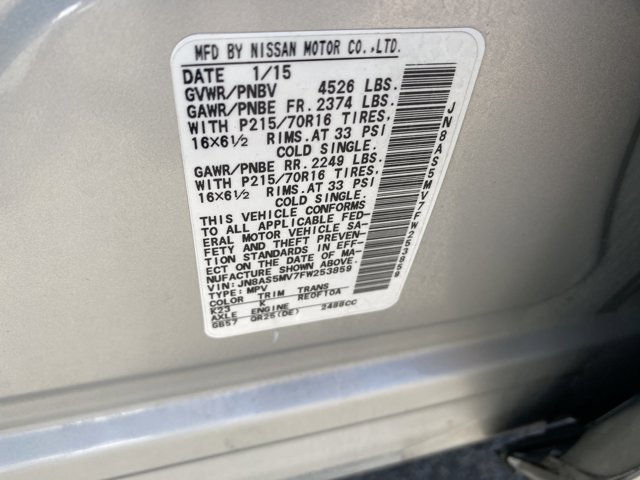 MFD BY NISSAN MOTOR CO.,LTD.
DATE 1/15
GVWR/PNBV 4526 LBS.
GAWR/PNBE FR. 2374 LBS.
WITH P215/70R16 TIRES,
16X6½ RIMS.AT 33 PSI
COLD SINGLE.
GAWR/PNBE RR. 2249 LBS.
WITH P215/70R16 TIRES,
16X6½ RIMS.AT 33 PSI
COLD SINGLE.
THIS VEHICLE CONFORMS
TO ALL APPLICABLE FED-
ERAL MOTOR VEHICLE SA-
FETY AND THEFT PREVEN-
TION STANDARDS IN EFF-
ECT ON THE DATE OF MA-
NUFACTURE SHOWN ABOVE.
VIN: JN8AS5MV7FW253859
TYPE: MPV
COLOR TRIM TRANS
K23 K RE0F10A
AXLE ENGINE
GB57 QR25(DE) 2488CC
JN8AS5MV7FW253859